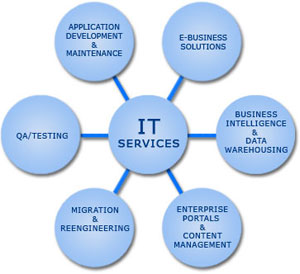 APPLICATION
DEVELOPMENT
&
MAINTENANCE
E-BUSINESS
SOLUTIONS
QA/TESTING
IT
SERVICES
BUSINESS
INTELLIGENCE
&
DATA
WAREHOUSING
MIGRATION
&
REENGINEERING
ENTERPRISE
PORTALS
&
CONTENT
MANAGEMENT